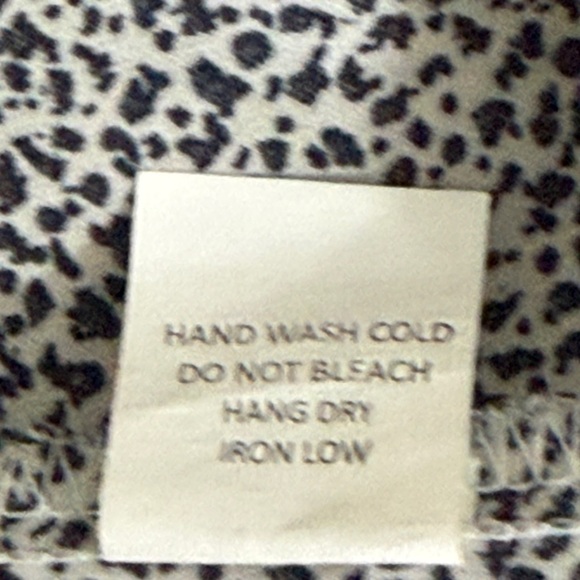 HAND WASH COLD
DO NOT BLEACH
HANG DRY
IRON LOW